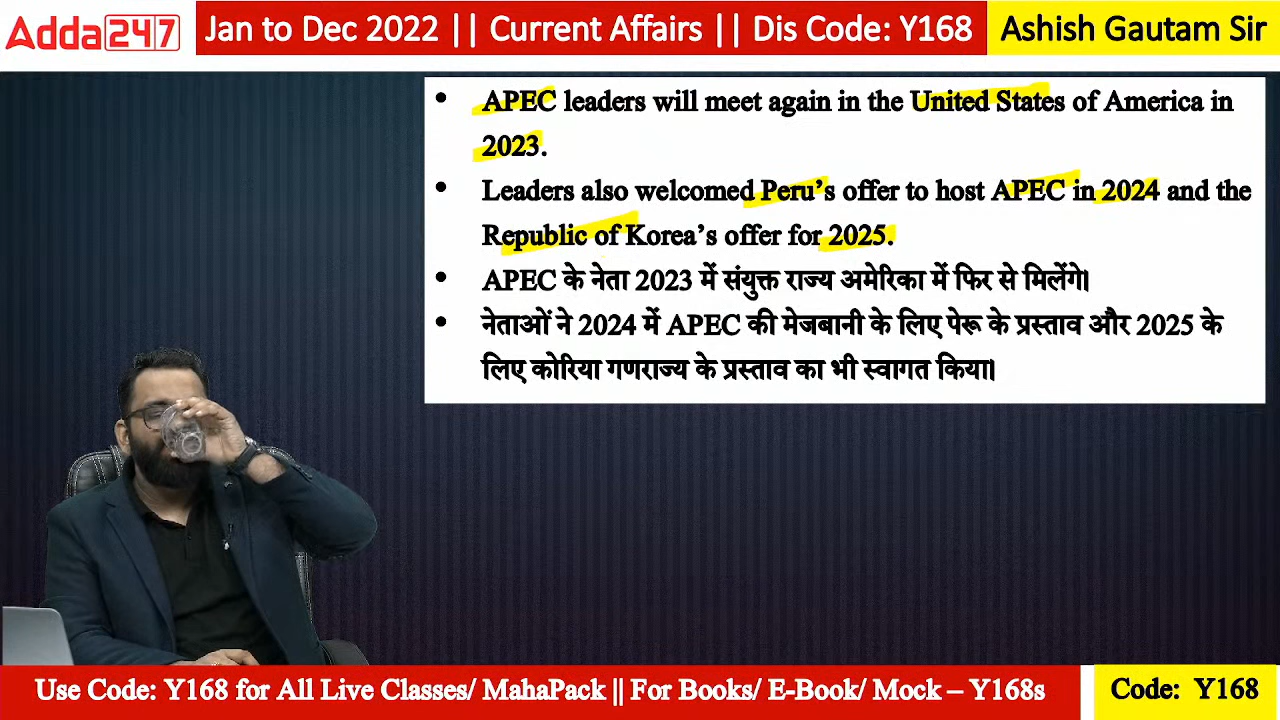 Adda247
Jan to Dec 2022 || Current Affairs || Dis Code: Y168
Ashish Gautam Sir
• APEC leaders will meet again in the United States of America in
2023.
• Leaders also welcomed Peru’s offer to host APEC in 2024 and the
Republic of Korea’s offer for 2025.
• APEC के नेता 2023 में संयुक्त राज्य अमेरिका में फिर से मिलेंगे।
• नेताओं ने 2024 में APEC की मेजबानी के लिए पेरू के प्रस्ताव और 2025 के
लिए कोरिया गणराज्य के प्रस्ताव का भी स्वागत किया।
Use Code: Y168 for All Live Classes/ MahaPack || For Books/ E-Book/ Mock – Y168s
Code: Y168